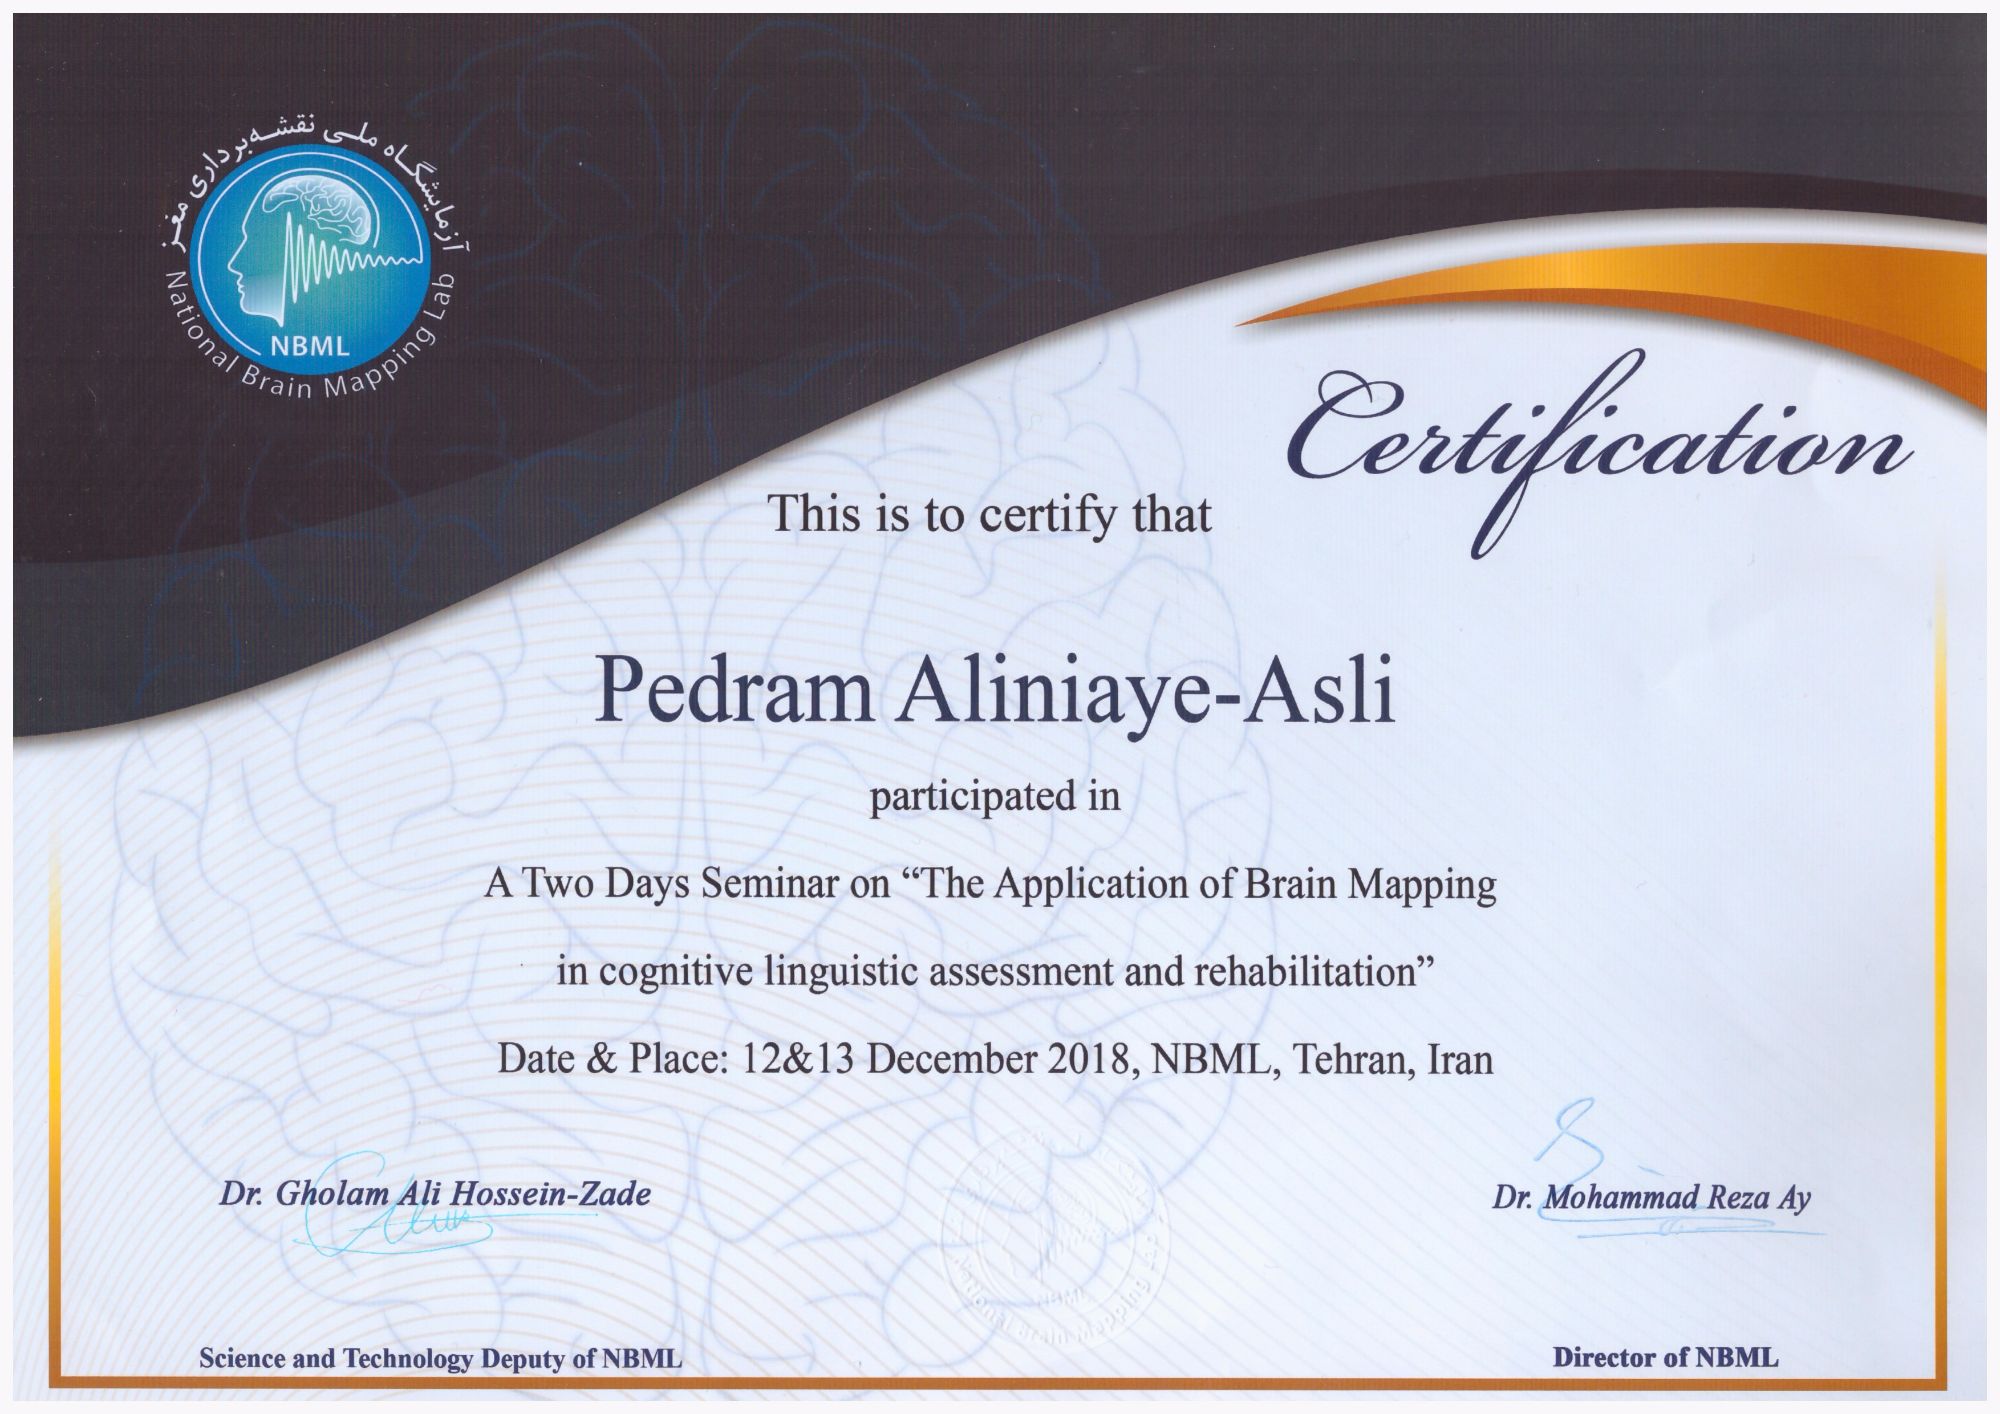 آزمایشگاه ملی نقشه‌برداری مغز
NBML
National Brain Mapping Lab
Certification
This is to certify that
Pedram Aliniaye-Asli
participated in
A Two Days Seminar on “The Application of Brain Mapping
in cognitive linguistic assessment and rehabilitation”
Date & Place: 12&13 December 2018, NBML, Tehran, Iran
Dr. Gholam Ali Hossein-Zade
Dr. Mohammad Reza Ay
NBML
National Brain Mapping Lab
Science and Technology Deputy of NBML
Director of NBML